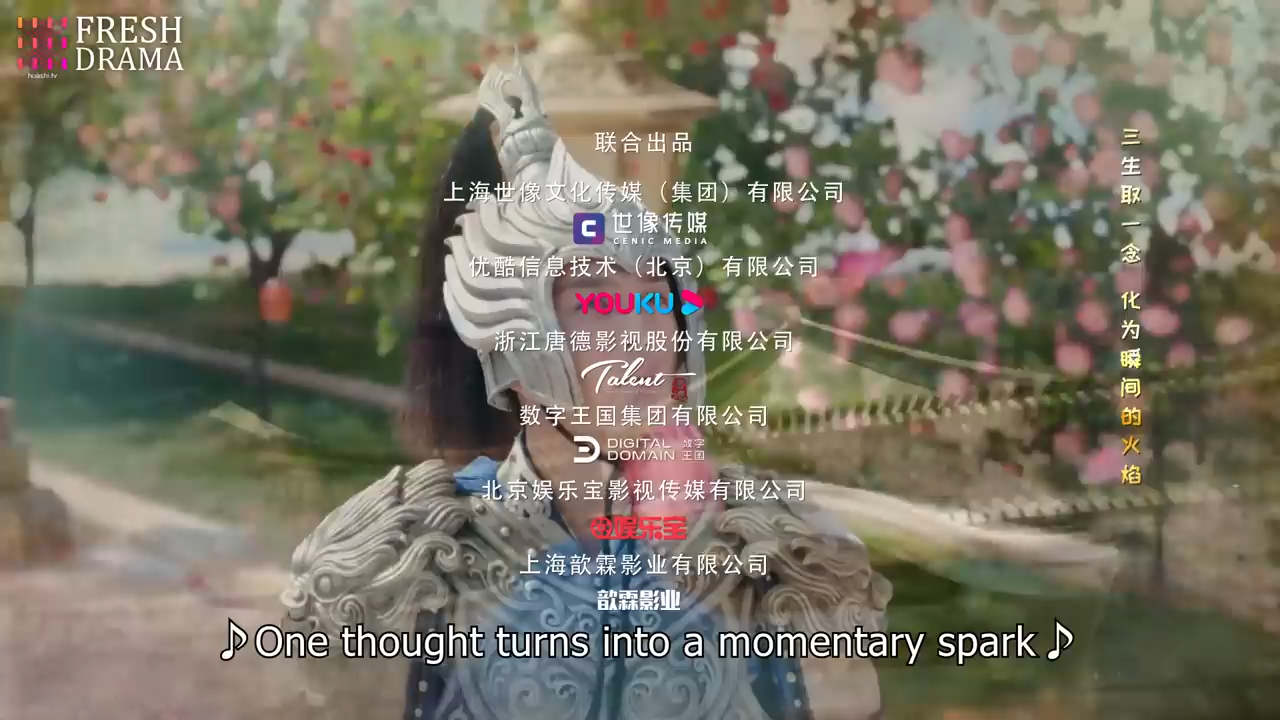 FRESH
DRAMA
huashi.tv
联合出品
上海世像文化传媒（集团）有限公司
世像传媒
CENIC MEDIA
优酷信息技术（北京）有限公司
YOUKU
浙江唐德影视股份有限公司
Talent
数字王国集团有限公司
DIGITAL DOMAIN 数字王国
北京娱乐宝影视传媒有限公司
娱乐宝
上海歆霖影业有限公司
歆霖影业
三生取一念 化为瞬间的火焰
♪One thought turns into a momentary spark♪